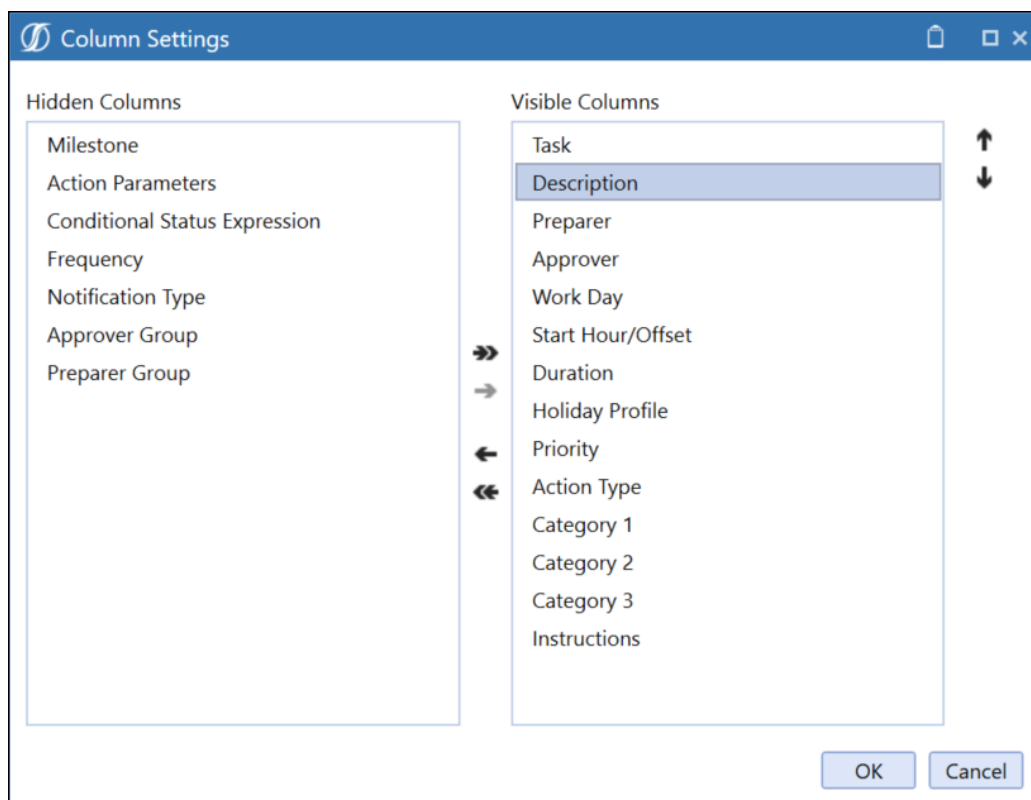 Column Settings
Hidden Columns
Milestone
Action Parameters
Conditional Status Expression
Frequency
Notification Type
Approver Group
Preparer Group
Visible Columns
Task
Description
Preparer
Approver
Work Day
Start Hour/Offset
Duration
Holiday Profile
Priority
Action Type
Category 1
Category 2
Category 3
Instructions
OK
Cancel